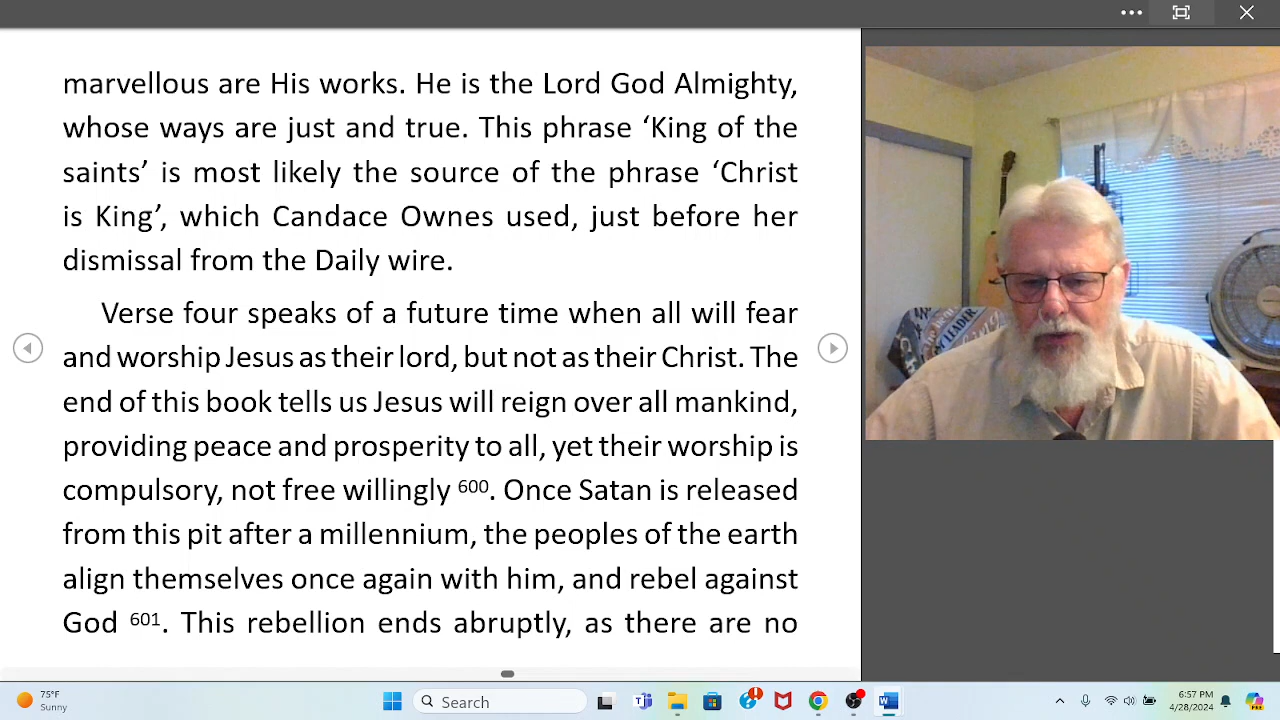 marvellous are His works. He is the Lord God Almighty,
whose ways are just and true. This phrase ‘King of the
saints’ is most likely the source of the phrase ‘Christ
is King’, which Candace Ownes used, just before her
dismissal from the Daily wire.
Verse four speaks of a future time when all will fear
and worship Jesus as their lord, but not as their Christ. The
end of this book tells us Jesus will reign over all mankind,
providing peace and prosperity to all, yet their worship is
compulsory, not free willingly 600. Once Satan is released
from this pit after a millennium, the peoples of the earth
align themselves once again with him, and rebel against
God 601. This rebellion ends abruptly, as there are no
LEADER
75°F
Sunny
Search
6:57 PM
4/28/2024